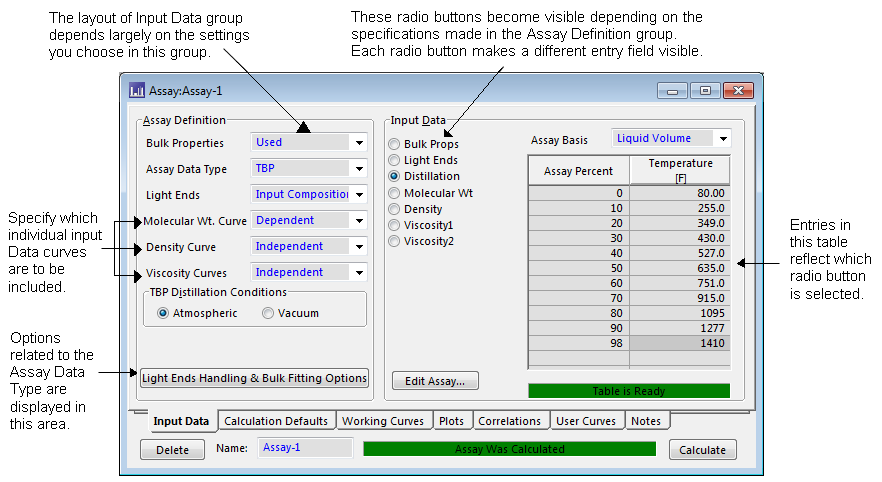 The layout of Input Data group
depends largely on the settings
you choose in this group.
These radio buttons become visible depending on the
specifications made in the Assay Definition group.
Each radio button makes a different entry field visible.
Assay:Assay-1
Assay Definition
Bulk Properties Used
Assay Data Type TBP
Light Ends Input Composition
Molecular Wt. Curve Dependent
Density Curve Independent
Viscosity Curves Independent
TBP Distillation Conditions
Atmospheric Vacuum
Light Ends Handling & Bulk Fitting Options
Input Data
Bulk Props
Light Ends
Distillation
Molecular Wt
Density
Viscosity1
Viscosity2
Edit Assay...
Assay Basis Liquid Volume
Assay Percent Temperature
[F]
0 80.00
10 255.0
20 349.0
30 430.0
40 527.0
50 635.0
60 751.0
70 915.0
80 1095
90 1277
98 1410
Table is Ready
Input Data Calculation Defaults Working Curves Plots Correlations User Curves Notes
Delete Name: Assay-1 Assay Was Calculated Calculate
Specify which
individual input
Data curves
are to be
included.
Options
related to the
Assay Data
Type are
displayed in
this area.
Entries in
this table
reflect which
radio button
is selected.